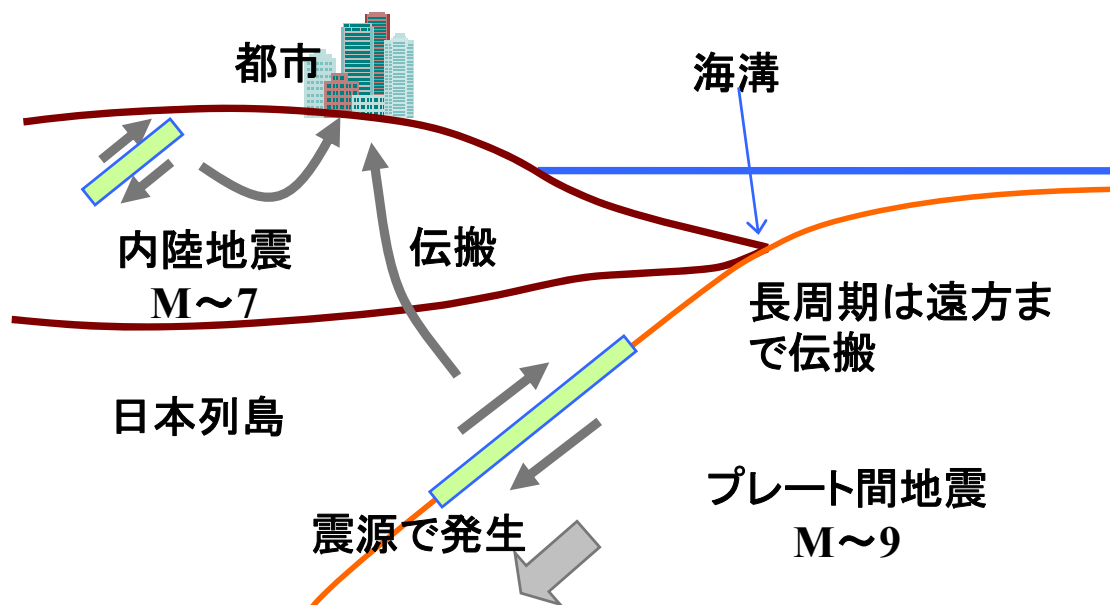 都市
海溝
内陸地震
M～7
伝搬
長周期は遠方ま
で伝搬
日本列島
プレート間地震
M～9
震源で発生